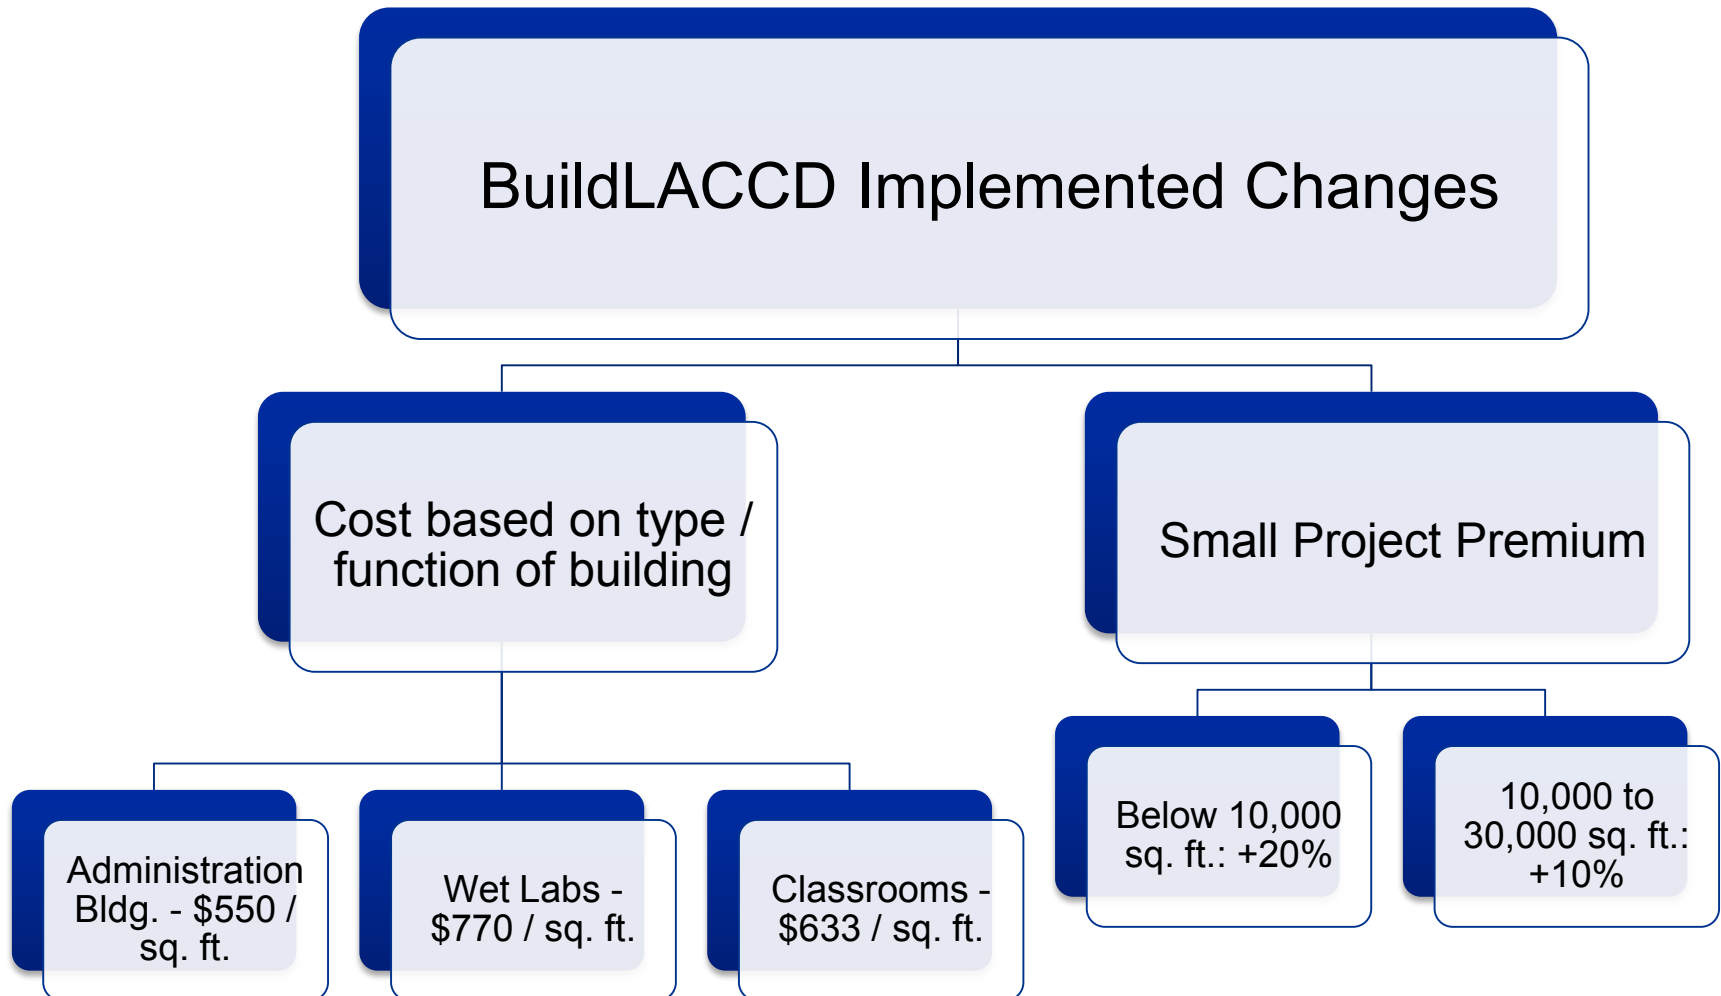 BuildLACCD Implemented Changes
Cost based on type /
function of building
Small Project Premium
Administration
Bldg. - $550 /
sq. ft.
Wet Labs -
$770 / sq. ft.
Classrooms -
$633 / sq. ft.
Below 10,000
sq. ft.: +20%
10,000 to
30,000 sq. ft.:
+10%